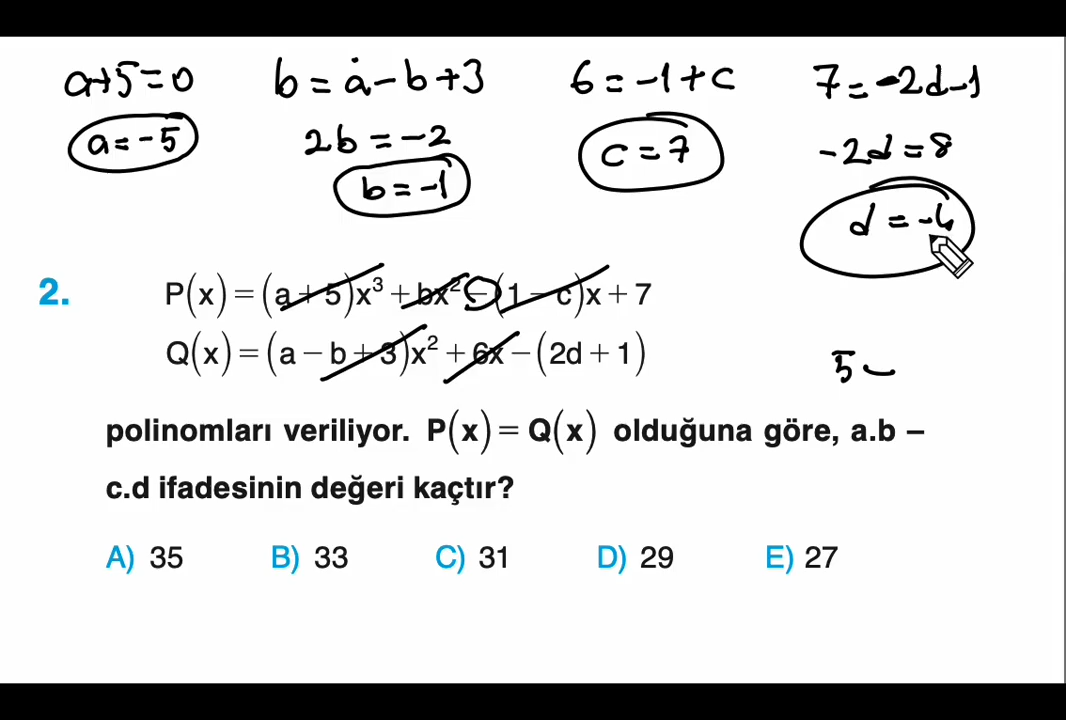 a+5=0 b=a-b+3 6=-1+c 7=-2d-1
a=-5 2b=-2 c=7 -2d=8
b=-1 d=-4
2. P(x)=(a+5)x³+bx²-(1-c)x+7
Q(x)=(a-b+3)x²+6x-(2d+1)
5-
polinomları veriliyor. P(x)=Q(x) olduğuna göre, a.b –
c.d ifadesinin değeri kaçtır?
A) 35 B) 33 C) 31 D) 29 E) 27